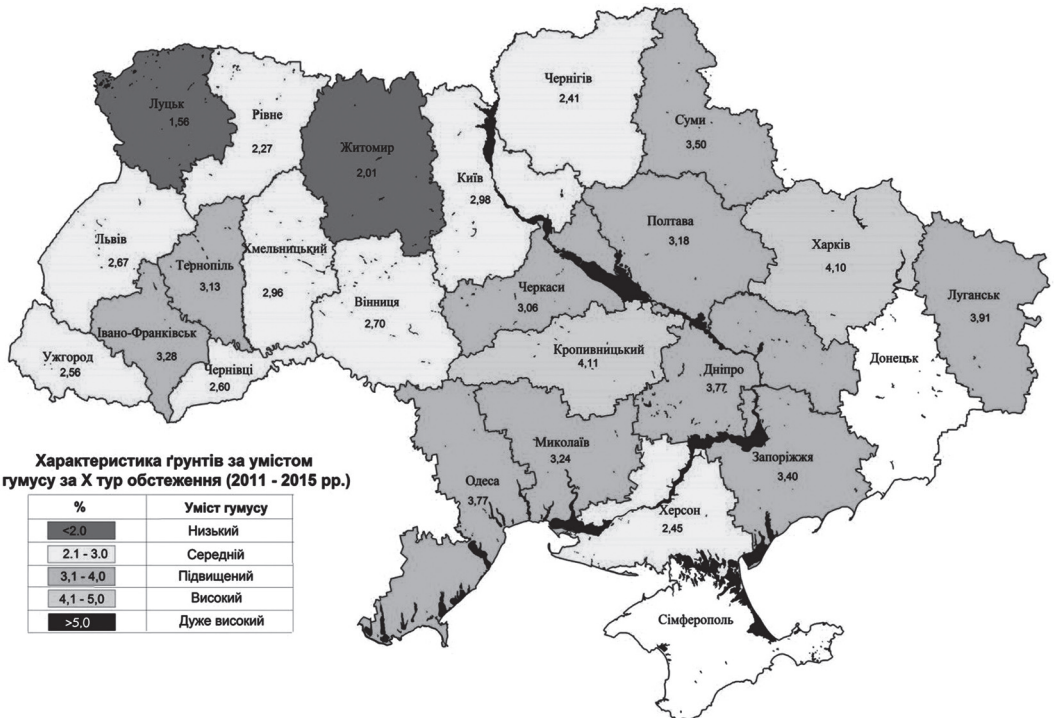 Чернігів
2,41
Луцьк
1,56
Рівне
2,27
Житомир
2,01
Київ
2,98
Суми
3,50
Полтава
3,18
Харків
4,10
Луганськ
3,91
Львів
2,67
Тернопіль
3,13
Хмельницький
2,96
Вінниця
2,70
Черкаси
3,06
Івано-Франківськ
3,28
Ужгород
2,56
Чернівці
2,60
Кропивницький
4,11
Дніпро
3,77
Донецьк
Миколаїв
3,24
Запоріжжя
3,40
Одеса
3,77
Херсон
2,45
Сімферополь
Характеристика ґрунтів за умістом
гумусу за X тур обстеження (2011 - 2015 рр.)
% Уміст гумусу
<2.0 Низький
2.1 - 3.0 Середній
3,1 - 4,0 Підвищений
4,1 - 5,0 Високий
>5,0 Дуже високий